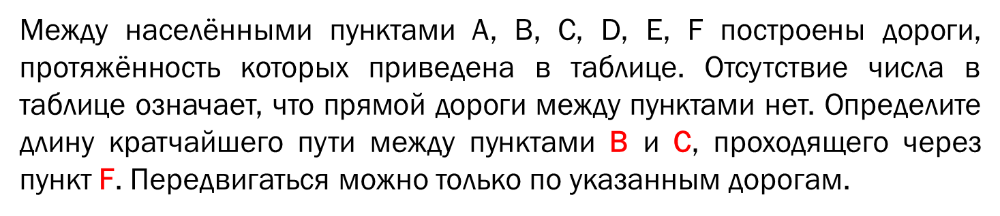 Между населёнными пунктами A, B, C, D, E, F построены дороги,
протяжённость которых приведена в таблице. Отсутствие числа в
таблице означает, что прямой дороги между пунктами нет. Определите
длину кратчайшего пути между пунктами B и C, проходящего через
пункт F. Передвигаться можно только по указанным дорогам.